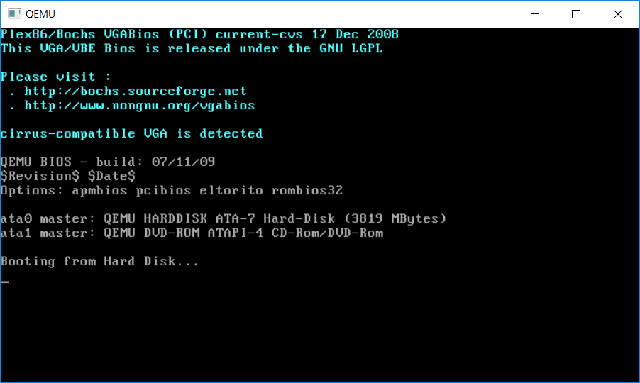 QEMU
Plex86/Bochs VGABios (PCI) current-cvs 17 Dec 2008
This VGA/VBE Bios is released under the GNU LGPL
Please visit :
. http://bochs.sourceforge.net
. http://www.nongnu.org/vgabios
cirrus-compatible VGA is detected
QEMU BIOS - build: 07/11/09
$Revision$ $Date$
Options: apmbios pcibios eltorito rombios32
ata0 master: QEMU HARDDISK ATA-7 Hard-Disk (3819 MBytes)
ata1 master: QEMU DVD-ROM ATAPI-4 CD-Rom/DVD-Rom
Booting from Hard Disk...
_